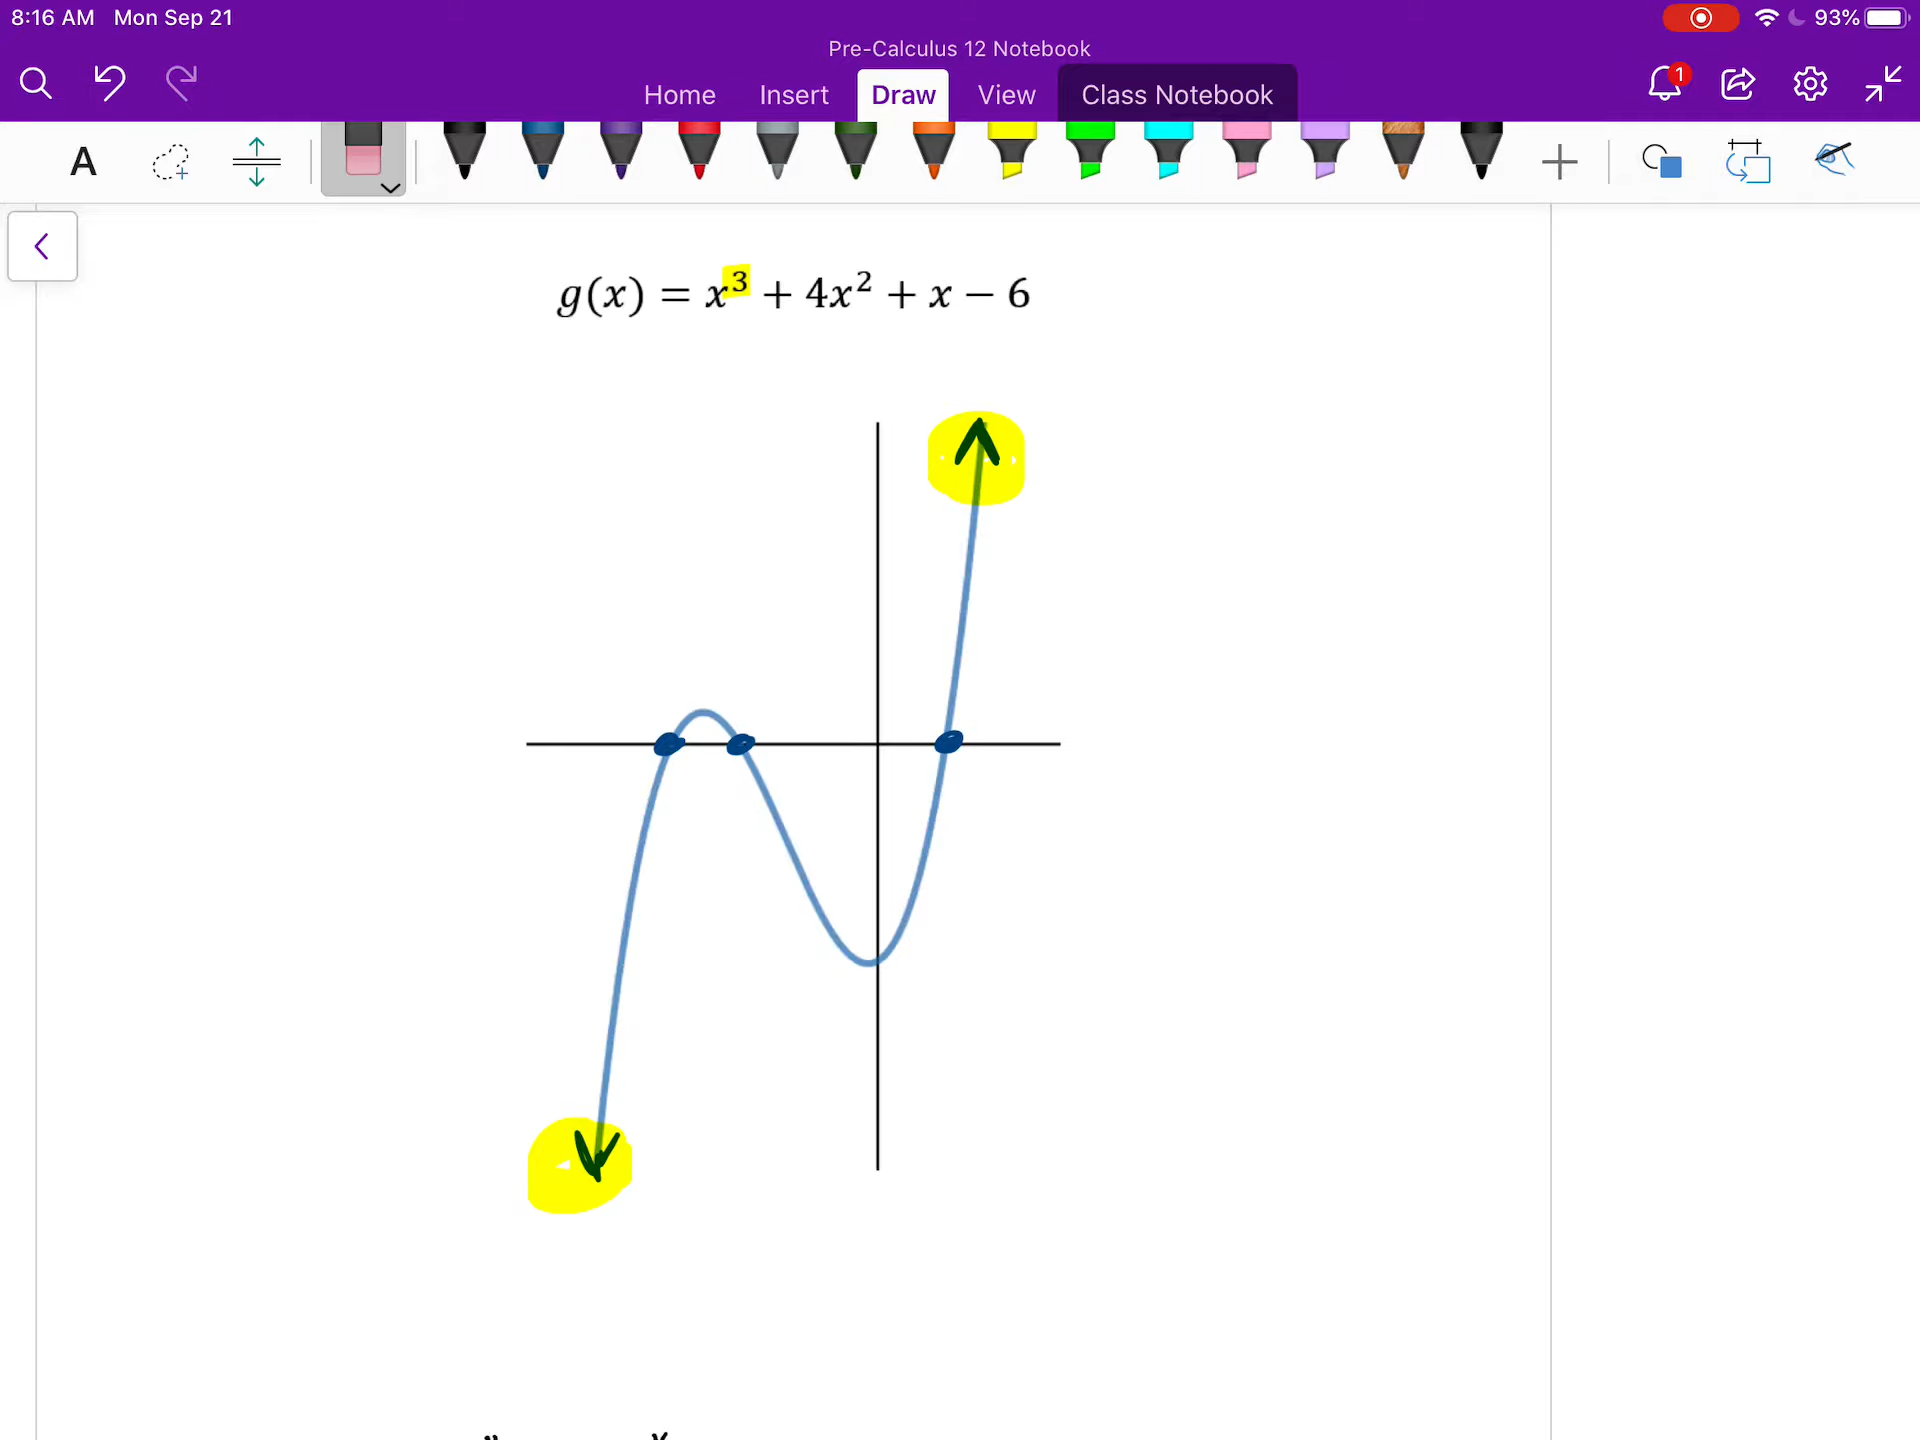 8:16 AM Mon Sep 21
93%
Pre-Calculus 12 Notebook
Home Insert Draw View Class Notebook
1
A
g(x) = x³ + 4x² + x − 6